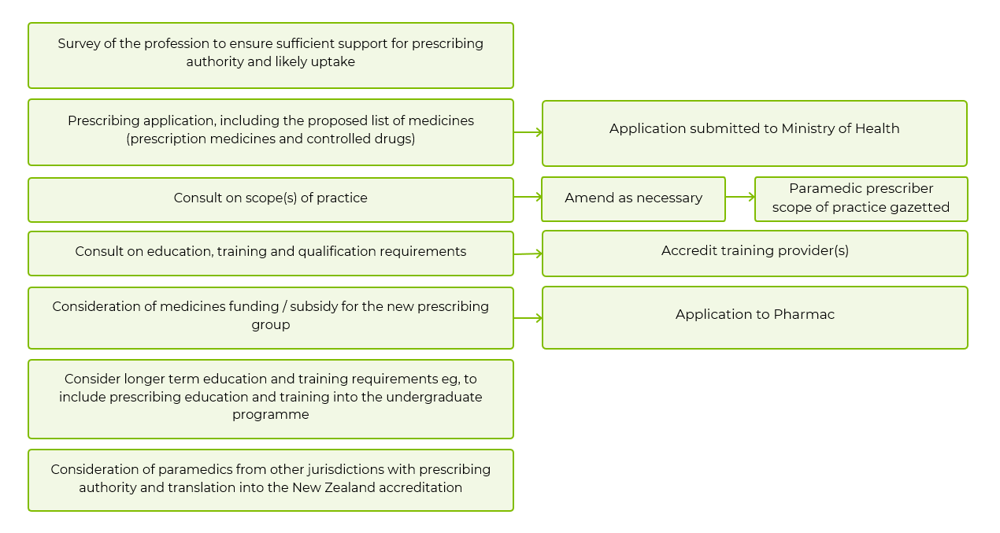 Survey of the profession to ensure sufficient support for prescribing
authority and likely uptake
Prescribing application, including the proposed list of medicines
(prescription medicines and controlled drugs)
Application submitted to Ministry of Health
Consult on scope(s) of practice
Amend as necessary
Paramedic prescriber
scope of practice gazetted
Consult on education, training and qualification requirements
Accredit training provider(s)
Consideration of medicines funding / subsidy for the new prescribing
group
Application to Pharmac
Consider longer term education and training requirements eg, to
include prescribing education and training into the undergraduate
programme
Consideration of paramedics from other jurisdictions with prescribing
authority and translation into the New Zealand accreditation